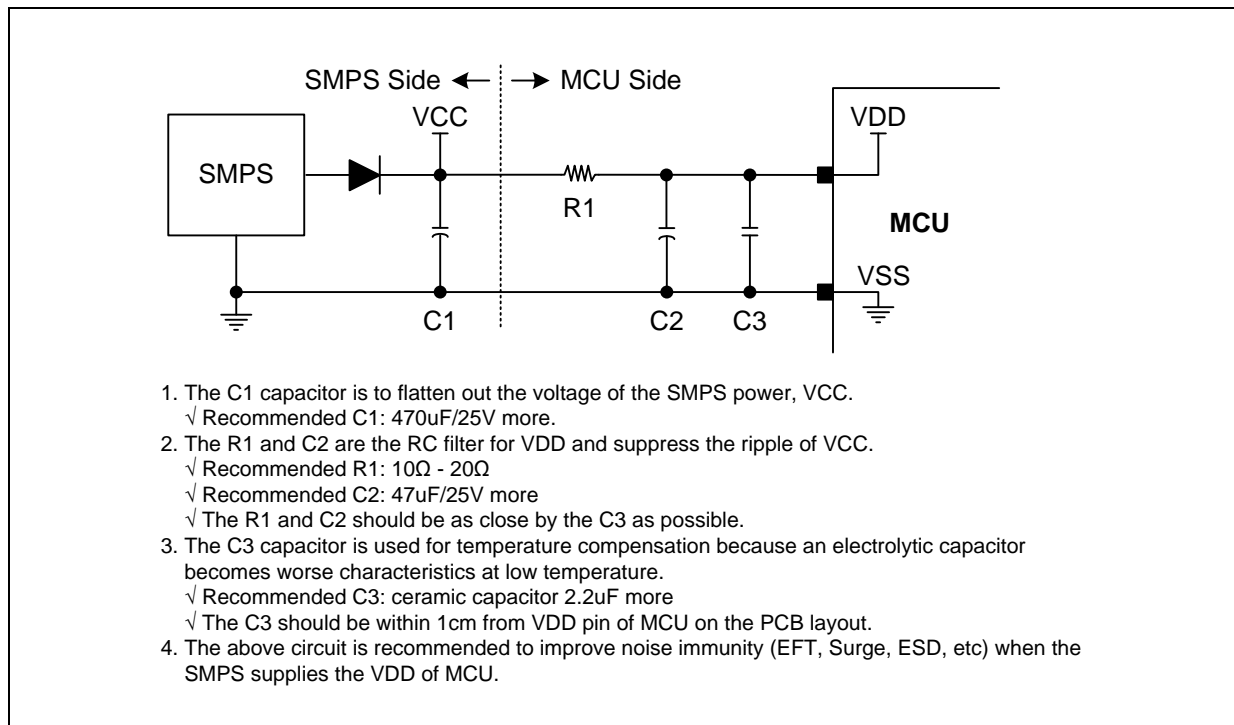 SMPS Side
MCU Side
VCC
VDD
SMPS
R1
MCU
VSS
C1
C2
C3
1. The C1 capacitor is to flatten out the voltage of the SMPS power, VCC.
√ Recommended C1: 470uF/25V more.
2. The R1 and C2 are the RC filter for VDD and suppress the ripple of VCC.
√ Recommended R1: 10Ω - 20Ω
√ Recommended C2: 47uF/25V more
√ The R1 and C2 should be as close by the C3 as possible.
3. The C3 capacitor is used for temperature compensation because an electrolytic capacitor
becomes worse characteristics at low temperature.
√ Recommended C3: ceramic capacitor 2.2uF more
√ The C3 should be within 1cm from VDD pin of MCU on the PCB layout.
4. The above circuit is recommended to improve noise immunity (EFT, Surge, ESD, etc) when the
SMPS supplies the VDD of MCU.